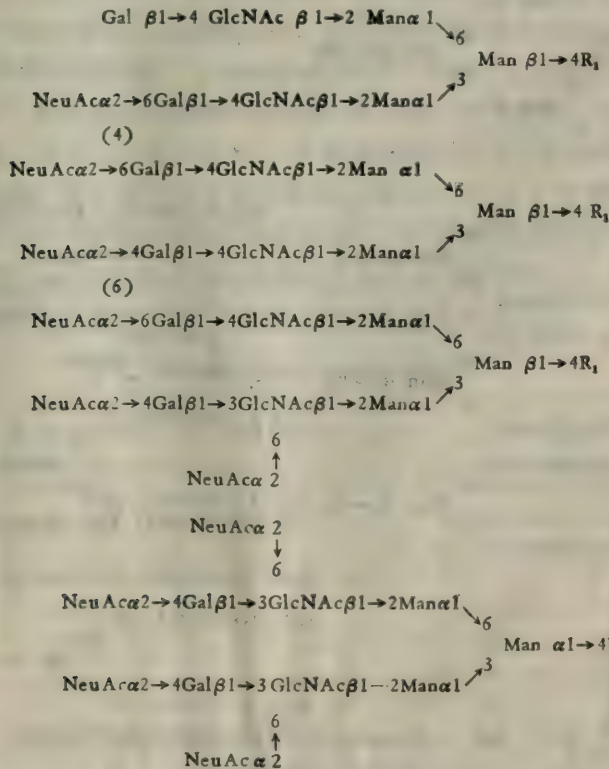 Gal β1→4 GlcNAc β1→2 Manα1
↘6
Man β1→4R₁
↗3
NeuAcα2→6Galβ1→4GlcNAcβ1→2Manα1
(4)
NeuAcα2→6Galβ1→4GlcNAcβ1→2Man α1
↘6
Man β1→4 R₁
↗3
NeuAcα2→4Galβ1→4GlcNAcβ1→2Manα1
(6)
NeuAcα2→6Galβ1→4GlcNAcβ1→2Manα1
↘6
Man β1→4R₁
↗3
NeuAcα2→4Galβ1→3GlcNAcβ1→2Manα1
6
↑
NeuAcα 2
NeuAcα 2
↓
6
NeuAcα2→4Galβ1→3GlcNAcβ1→2Manα1
↘6
Man α1→4
↗3
NeuAcα2→4Galβ1→3 GlcNAcβ1--2Manα1
6
↑
NeuAc α 2